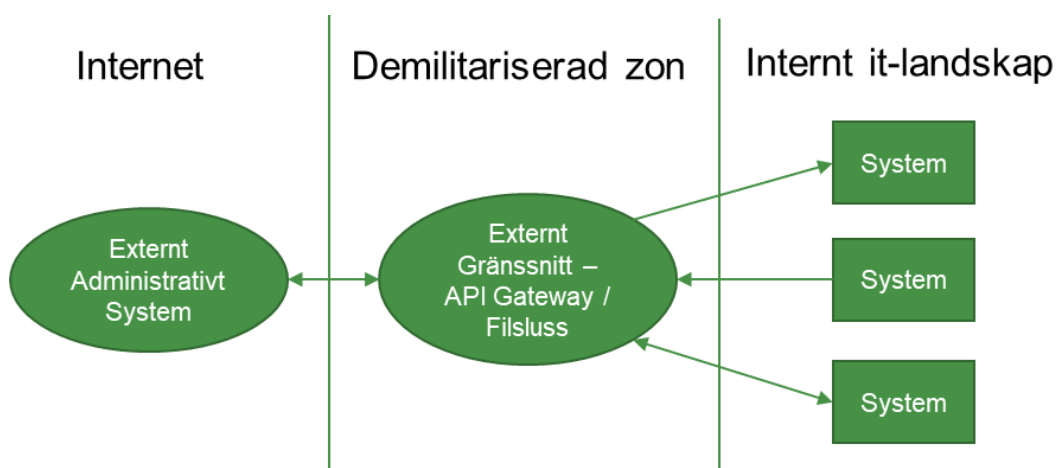 Internet
Demilitariserad zon
Internt it-landskap
Externt
Administrativt
System
Externt
Gränssnitt –
API Gateway /
Filsluss
System
System
System